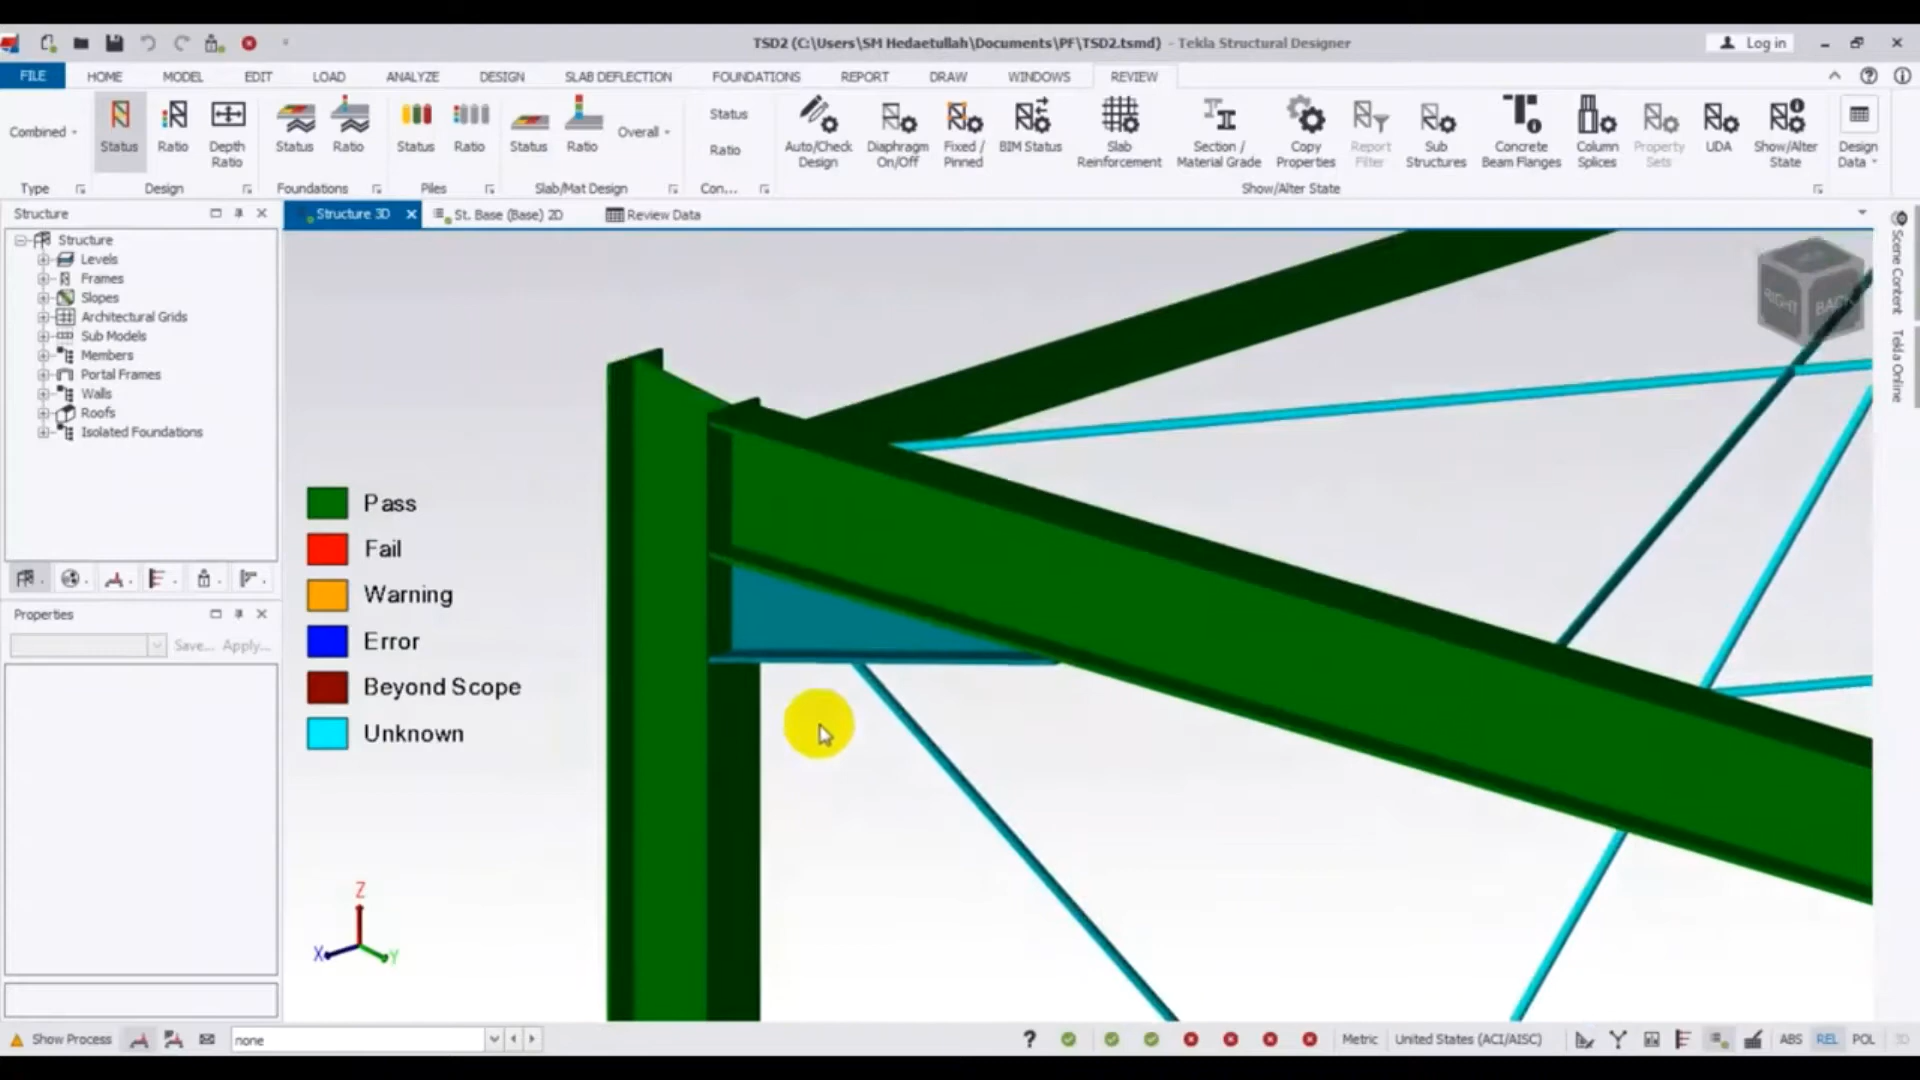 TSD2 (C:\Users\SM Hedaetullah\Documents\PF\TSD2.tsmd) - Tekla Structural Designer
Log in
FILE HOME MODEL EDIT LOAD ANALYZE DESIGN SLAB DEFLECTION FOUNDATIONS REPORT DRAW WINDOWS REVIEW
Combined
Status
Ratio
Depth Ratio
Status
Ratio
Status
Ratio
Status
Ratio
Overall
Status
Ratio
Auto/Check Design
Diaphragm On/Off
Fixed / Pinned
BIM Status
Slab Reinforcement
Section / Material Grade
Copy Properties
Report Filter
Sub Structures
Concrete Beam Flanges
Column Splices
Property Sets
UDA
Show/Alter State
Design Data
Type Design Foundations Piles Slab/Mat Design Con... Show/Alter State
Structure
Structure 3D
St. Base (Base) 2D
Review Data
Structure
Levels
Frames
Slopes
Architectural Grids
Sub Models
Members
Portal Frames
Walls
Roofs
Isolated Foundations
Properties
Save... Apply...
Pass
Fail
Warning
Error
Beyond Scope
Unknown
Z
X
Y
RIGHT
BACK
Scene Content
Tekla Online
Show Process
none
Metric
United States (ACI/AISC)
ABS REL POL